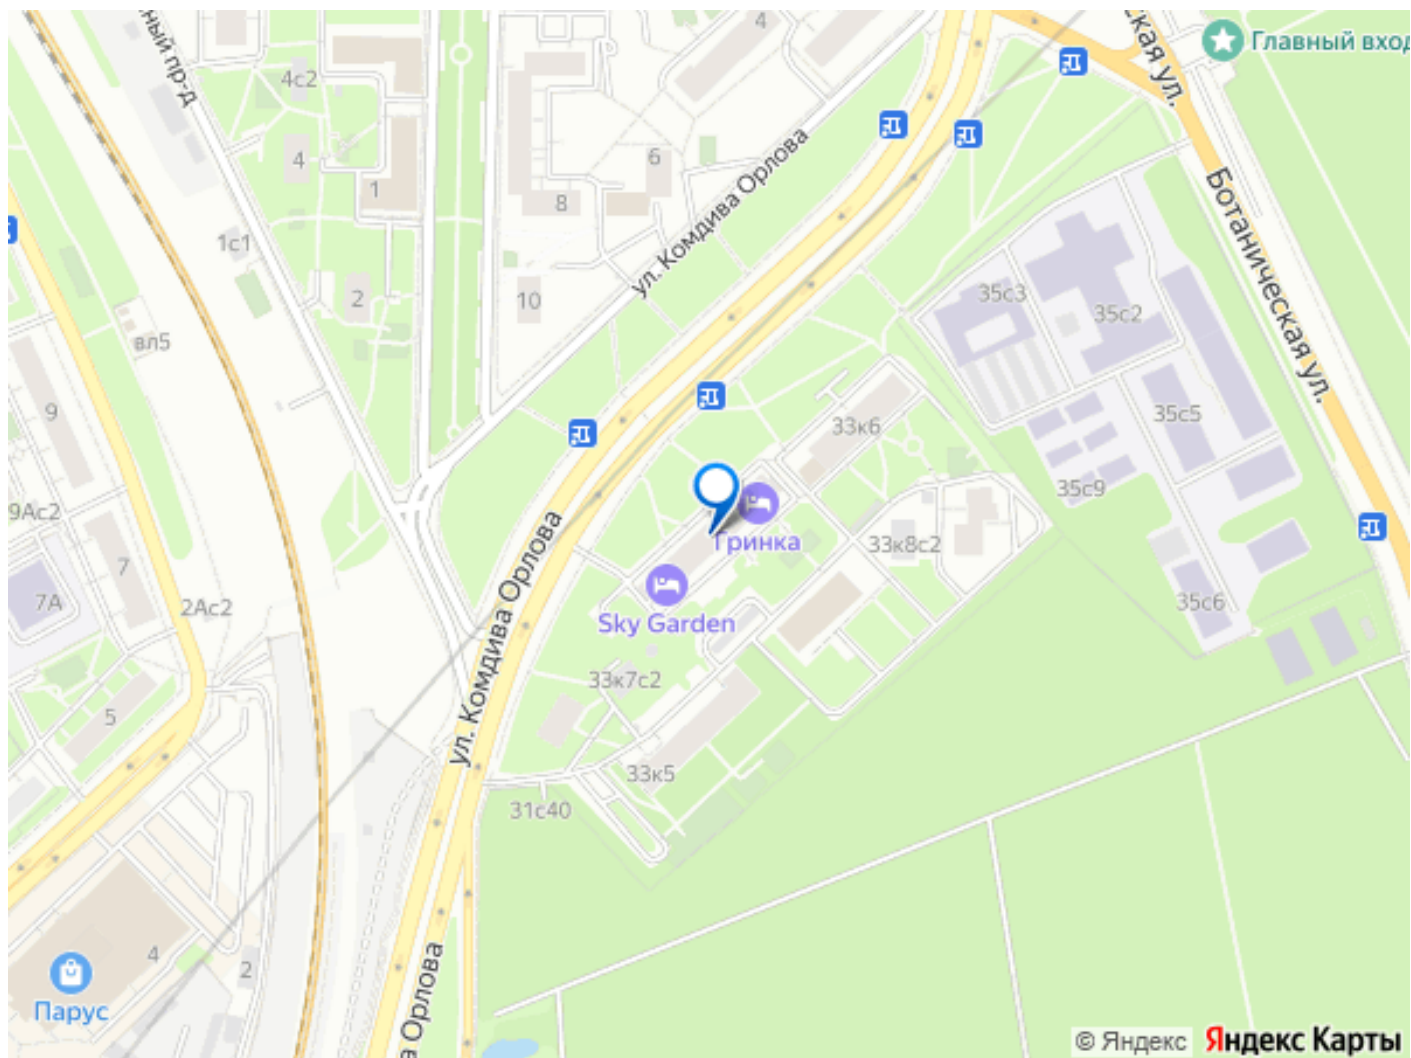 ный пр-д
4с2
4
1
1с1
2
вл5
9
9Ас2
7
7А
2Ас2
5
4
2
Парус
4
6
8
10
ул. Комдива Орлова
ул. Комдива Орлова
а Орлова
ская ул.
Главный вход
Ботаническая ул.
35с3
35с2
35с5
35с9
35с6
33к6
Гринка
33к8с2
Sky Garden
33к7с2
33к5
31с40
© Яндекс Яндекс Карты